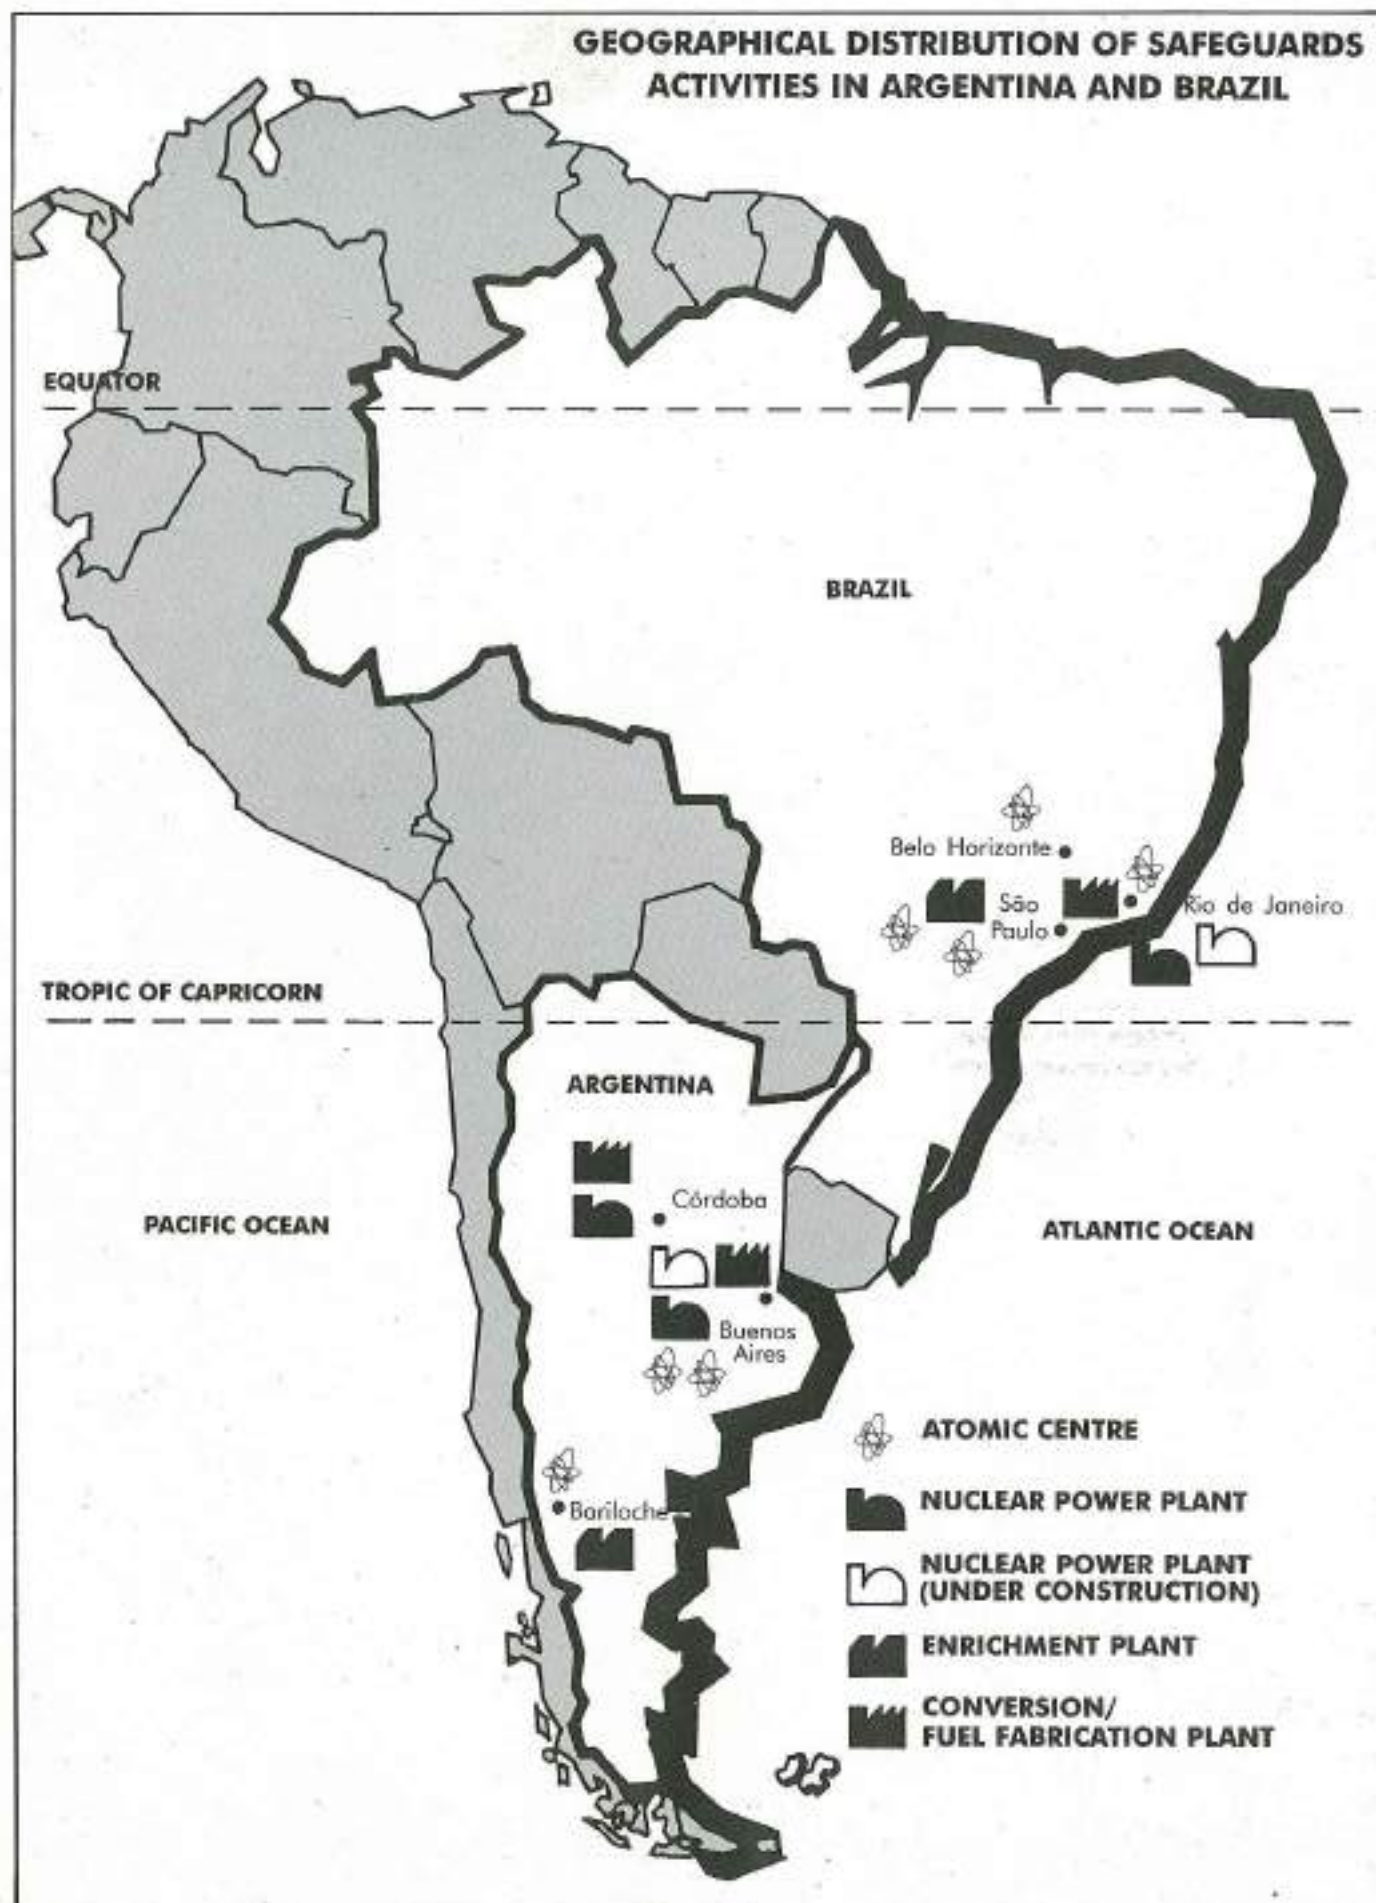 GEOGRAPHICAL DISTRIBUTION OF SAFEGUARDS
ACTIVITIES IN ARGENTINA AND BRAZIL
EQUATOR
BRAZIL
Belo Horizonte
São
Paulo
Rio de Janeiro
TROPIC OF CAPRICORN
ARGENTINA
Córdoba
PACIFIC OCEAN
ATLANTIC OCEAN
Buenos
Aires
Bariloche
ATOMIC CENTRE
NUCLEAR POWER PLANT
NUCLEAR POWER PLANT
(UNDER CONSTRUCTION)
ENRICHMENT PLANT
CONVERSION/
FUEL FABRICATION PLANT